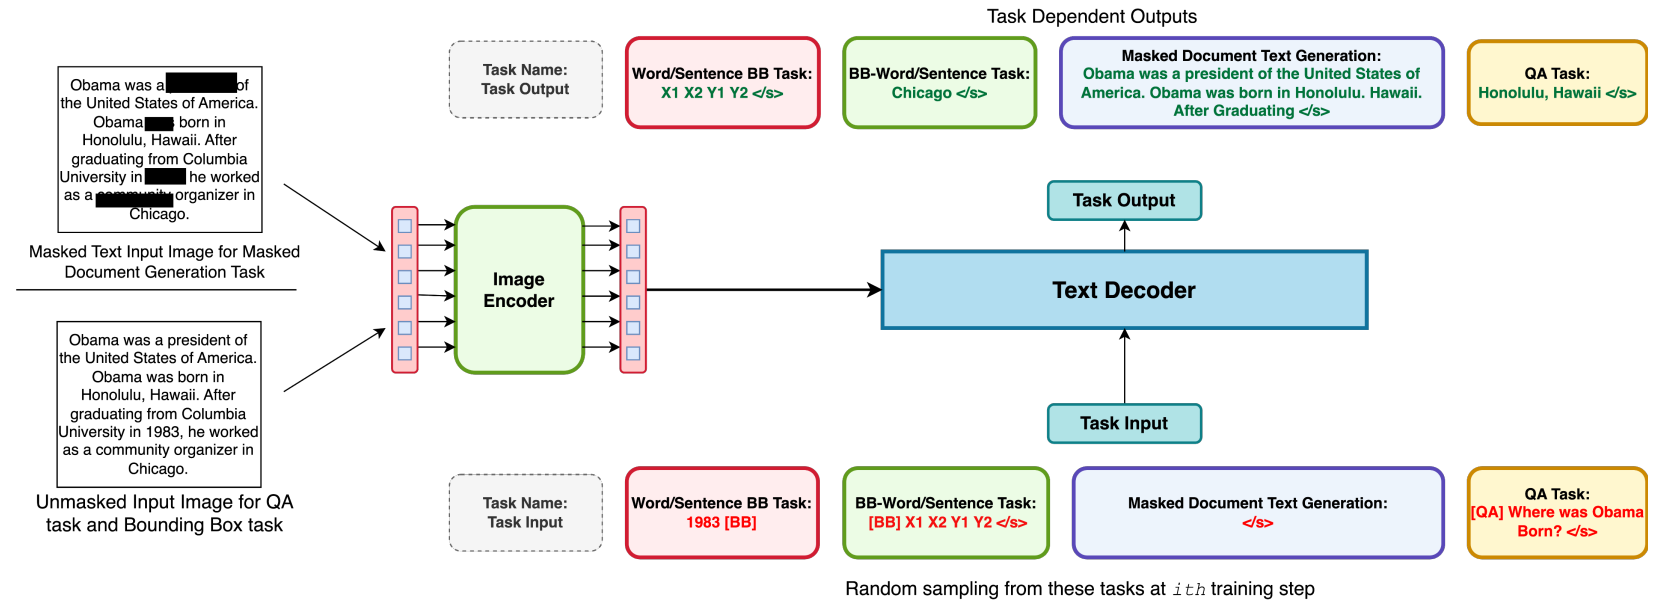 Task Dependent Outputs
Task Name:
Task Output
Word/Sentence BB Task:
X1 X2 Y1 Y2 </s>
BB-Word/Sentence Task:
Chicago </s>
Masked Document Text Generation:
Obama was a president of the United States of
America. Obama was born in Honolulu. Hawaii.
After Graduating </s>
QA Task:
Honolulu, Hawaii </s>
Obama was a of
the United States of America.
Obama born in
Honolulu, Hawaii. After
graduating from Columbia
University in he worked
as a community organizer in
Chicago.
Masked Text Input Image for Masked
Document Generation Task
Obama was a president of
the United States of America.
Obama was born in
Honolulu, Hawaii. After
graduating from Columbia
University in 1983, he worked
as a community organizer in
Chicago.
Unmasked Input Image for QA
task and Bounding Box task
Image
Encoder
Task Output
Text Decoder
Task Input
Task Name:
Task Input
Word/Sentence BB Task:
1983 [BB]
BB-Word/Sentence Task:
[BB] X1 X2 Y1 Y2 </s>
Masked Document Text Generation:
</s>
QA Task:
[QA] Where was Obama
Born? </s>
Random sampling from these tasks at ith training step